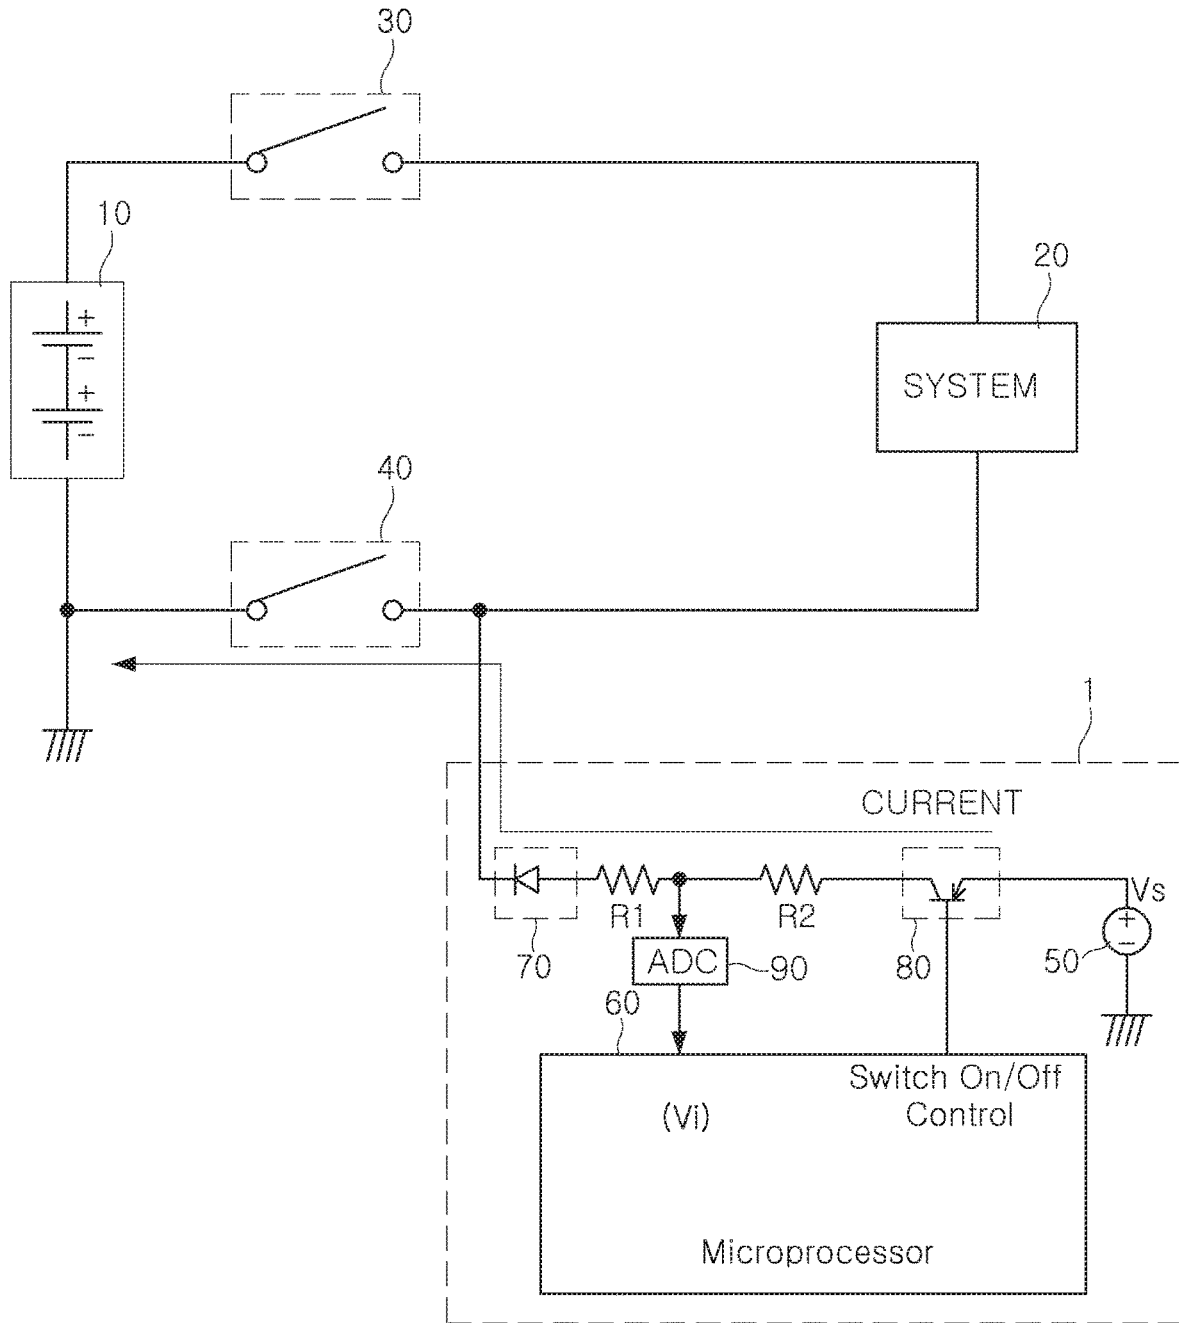 30
10
+
−
+
−
20
SYSTEM
40
1
CURRENT
Vs
R1
R2
+
−
70
ADC
90
80
50
60
Switch On/Off
Control
(Vi)
Microprocessor